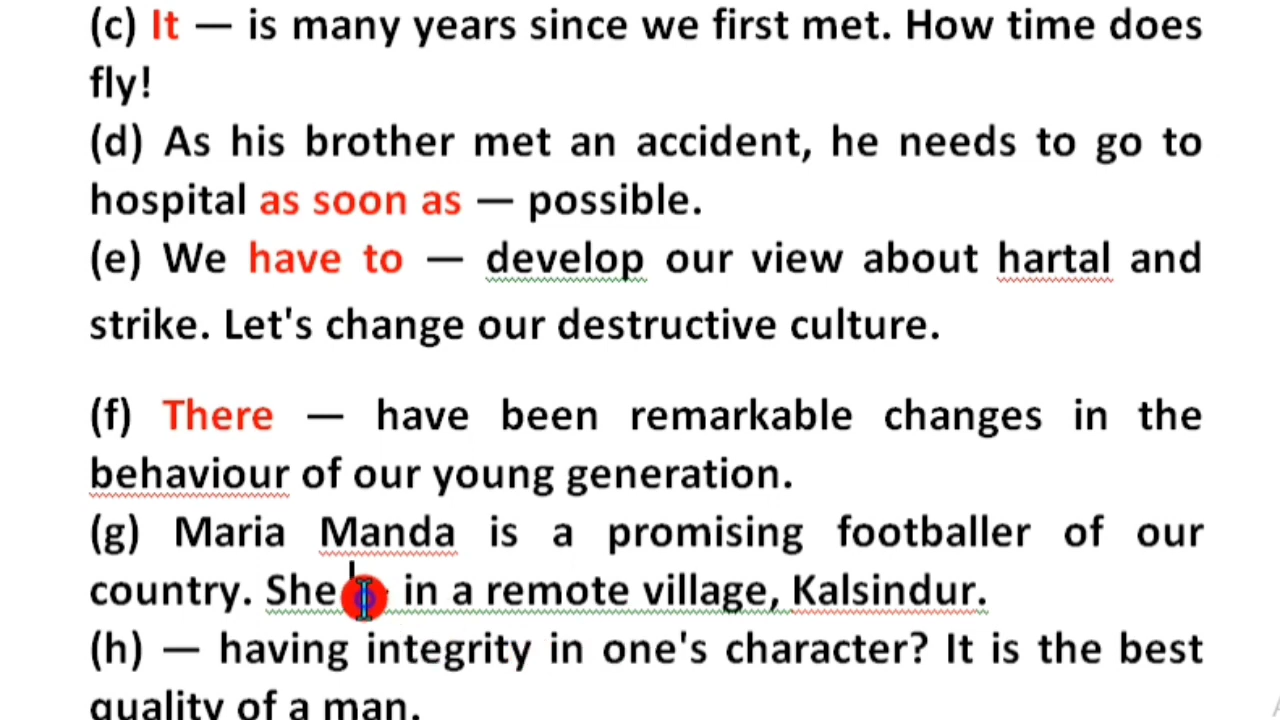 (c) It — is many years since we first met. How time does
fly!
(d) As his brother met an accident, he needs to go to
hospital as soon as — possible.
(e) We have to — develop our view about hartal and
strike. Let's change our destructive culture.
(f) There — have been remarkable changes in the
behaviour of our young generation.
(g) Maria Manda is a promising footballer of our
country. She in a remote village, Kalsindur.
(h) — having integrity in one's character? It is the best
quality of a man.